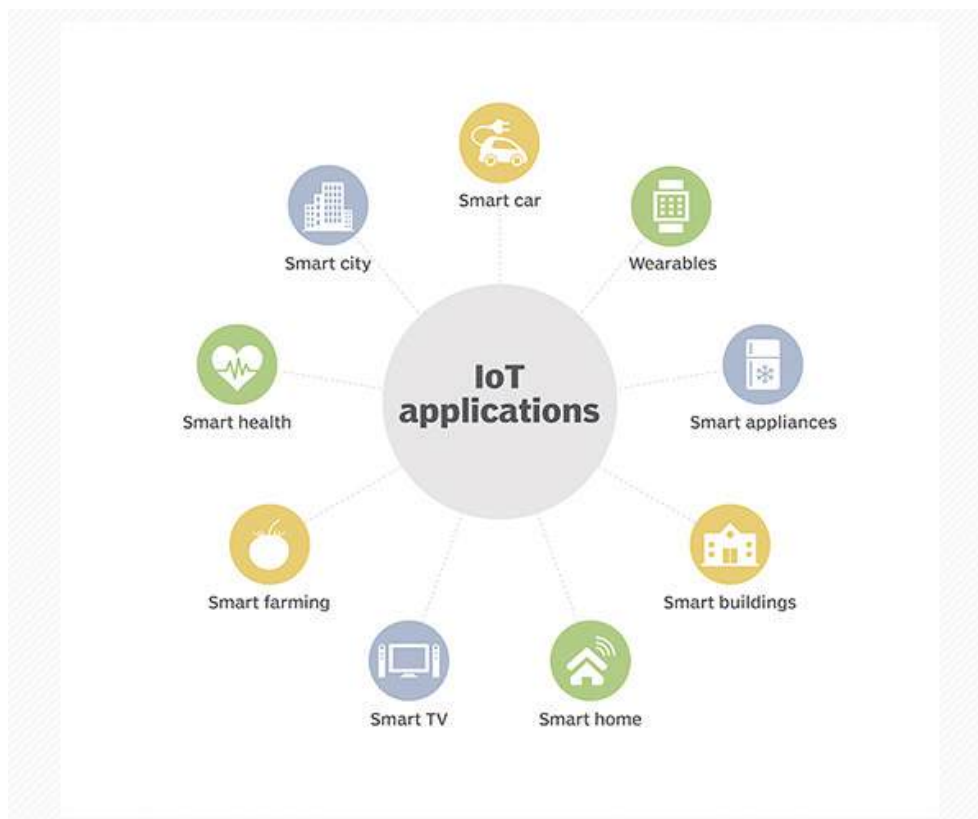 Smart car
Smart city
Wearables
IoT
applications
Smart health
Smart appliances
Smart farming
Smart buildings
Smart TV
Smart home